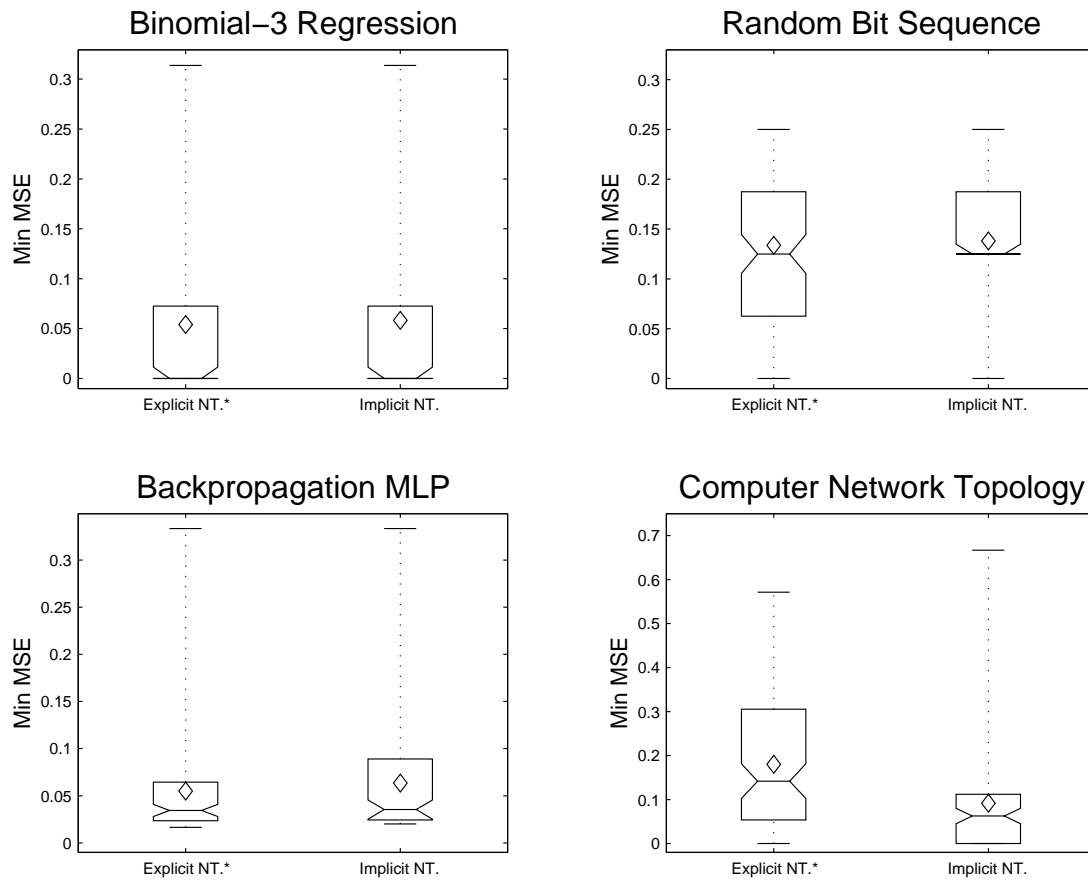 Binomial−3 Regression
Min MSE
0.3
0.25
0.2
0.15
0.1
0.05
0
Explicit NT.*
Implicit NT.
Random Bit Sequence
Min MSE
0.3
0.25
0.2
0.15
0.1
0.05
0
Explicit NT.*
Implicit NT.
Backpropagation MLP
Min MSE
0.3
0.25
0.2
0.15
0.1
0.05
0
Explicit NT.*
Implicit NT.
Computer Network Topology
Min MSE
0.7
0.6
0.5
0.4
0.3
0.2
0.1
0
Explicit NT.*
Implicit NT.